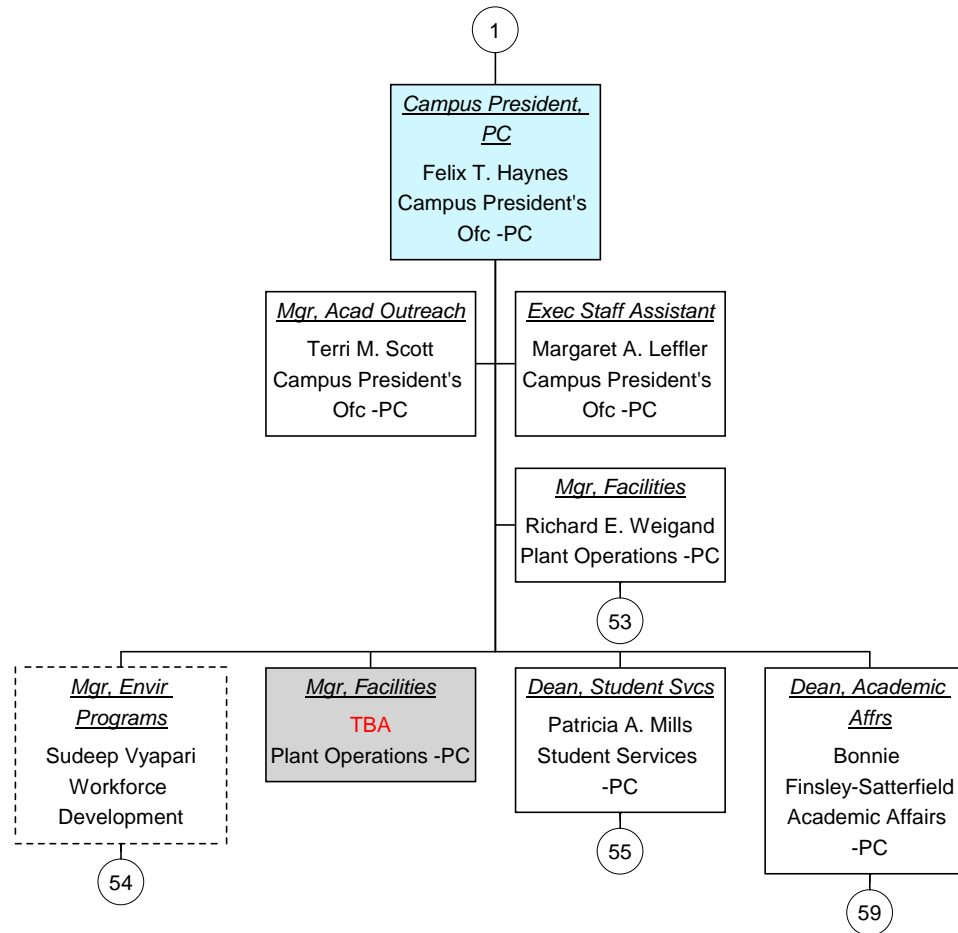 1
Campus President,
PC
Felix T. Haynes
Campus President's
Ofc -PC
Mgr, Acad Outreach
Terri M. Scott
Campus President's
Ofc -PC
Exec Staff Assistant
Margaret A. Leffler
Campus President's
Ofc -PC
Mgr, Facilities
Richard E. Weigand
Plant Operations -PC
53
Mgr, Envir
Programs
Sudeep Vyapari
Workforce
Development
54
Mgr, Facilities
TBA
Plant Operations -PC
Dean, Student Svcs
Patricia A. Mills
Student Services
-PC
55
Dean, Academic
Affrs
Bonnie
Finsley-Satterfield
Academic Affairs
-PC
59